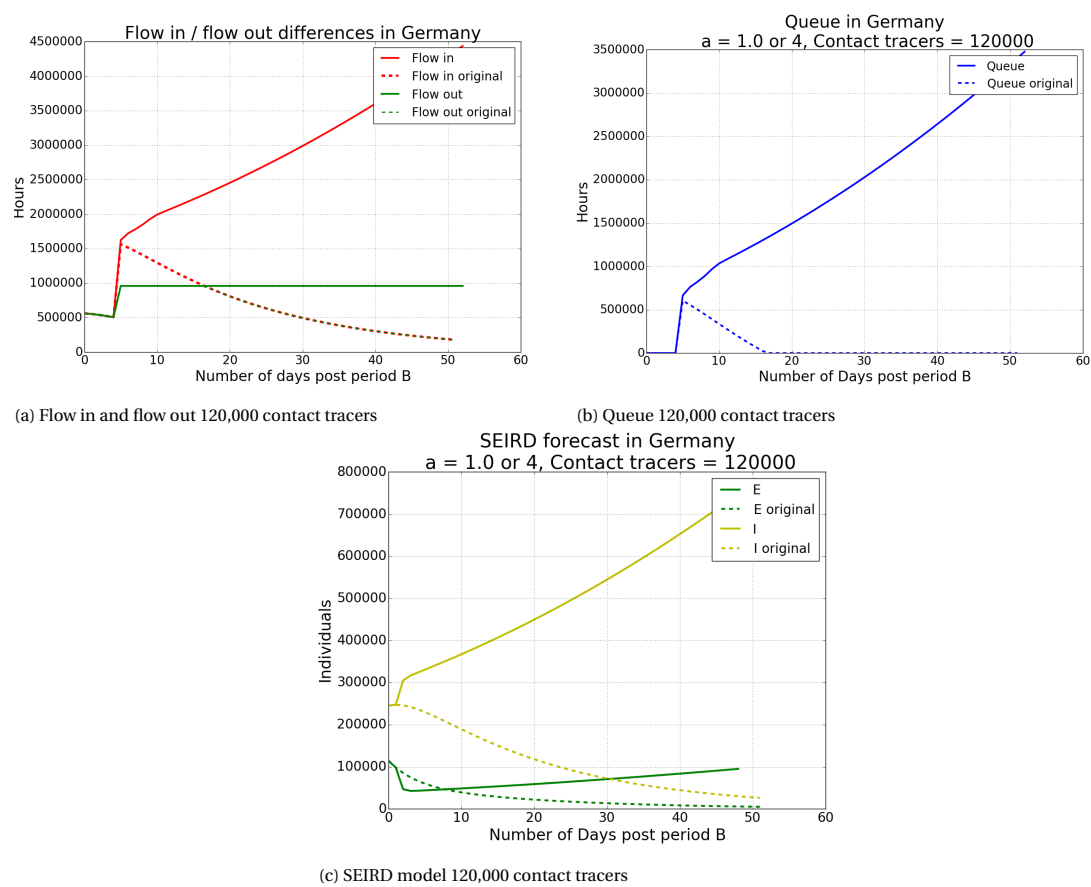 Flow in / flow out differences in Germany
4500000
4000000
3500000
3000000
2500000
2000000
1500000
1000000
500000
0
Hours
Flow in
Flow in original
Flow out
Flow out original
0 10 20 30 40 50 60
Number of days post period B
(a) Flow in and flow out 120,000 contact tracers
Queue in Germany
a = 1.0 or 4, Contact tracers = 120000
3500000
3000000
2500000
2000000
1500000
1000000
500000
0
Hours
Queue
Queue original
0 10 20 30 40 50 60
Number of Days post period B
(b) Queue 120,000 contact tracers
SEIRD forecast in Germany
a = 1.0 or 4, Contact tracers = 120000
800000
700000
600000
500000
400000
300000
200000
100000
0
Individuals
E
E original
I
I original
0 10 20 30 40 50 60
Number of Days post period B
(c) SEIRD model 120,000 contact tracers